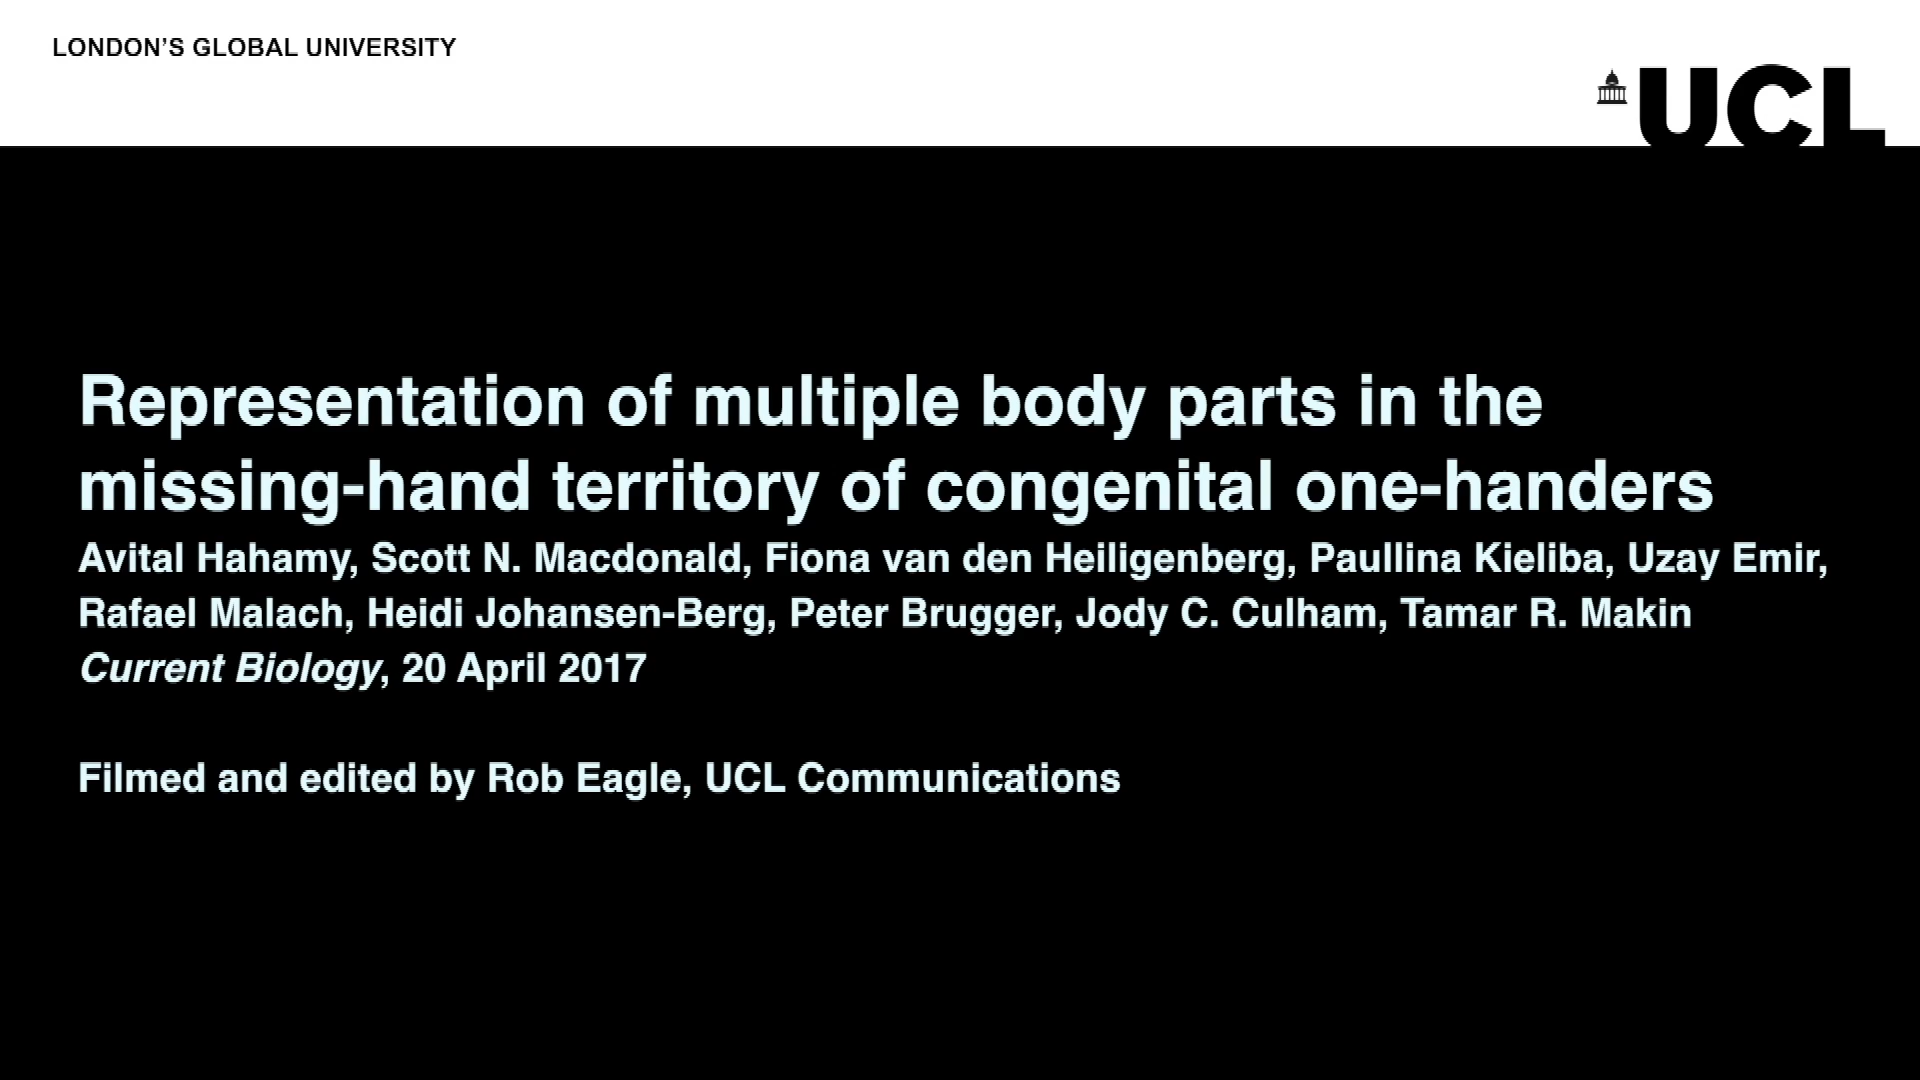 LONDON’S GLOBAL UNIVERSITY
UCL
Representation of multiple body parts in the
missing-hand territory of congenital one-handers
Avital Hahamy, Scott N. Macdonald, Fiona van den Heiligenberg, Paullina Kieliba, Uzay Emir,
Rafael Malach, Heidi Johansen-Berg, Peter Brugger, Jody C. Culham, Tamar R. Makin
Current Biology, 20 April 2017
Filmed and edited by Rob Eagle, UCL Communications